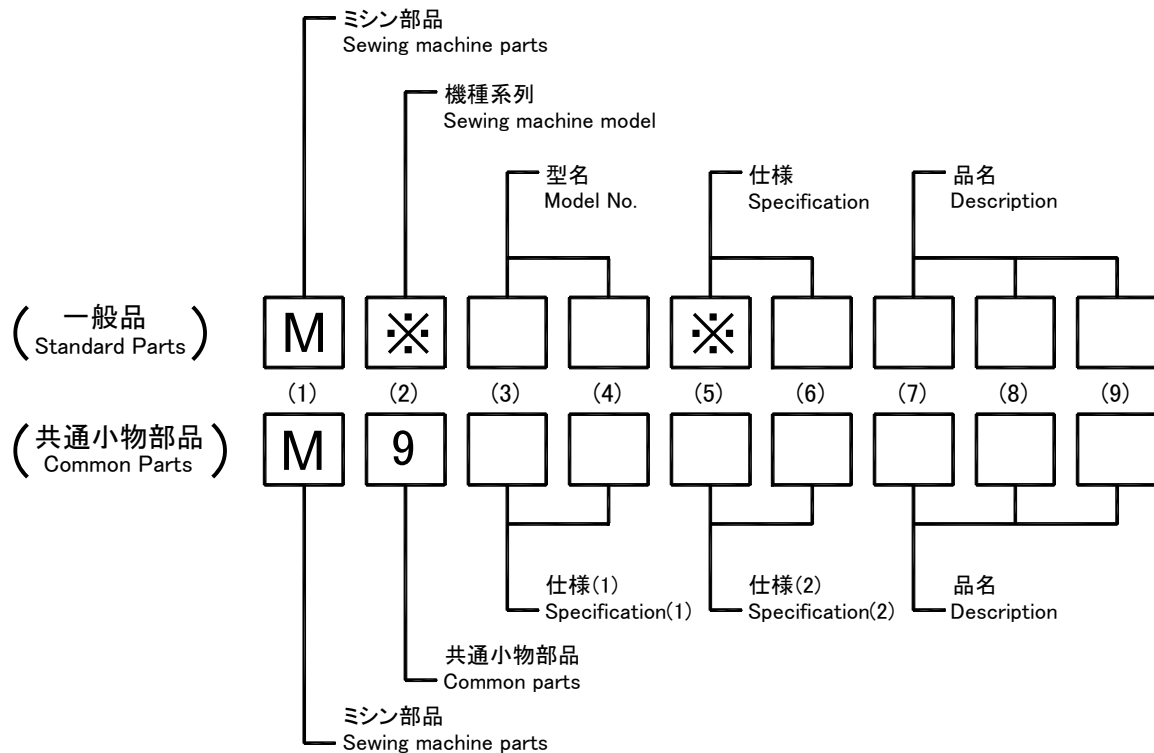 ミシン部品
Sewing machine parts
機種系列
Sewing machine model
型名
Model No.
仕様
Specification
品名
Description
(一般品
Standard Parts)
M ※ ※
(1) (2) (3) (4) (5) (6) (7) (8) (9)
(共通小物部品
Common Parts)
M 9
仕様(1)
Specification(1)
仕様(2)
Specification(2)
品名
Description
共通小物部品
Common parts
ミシン部品
Sewing machine parts